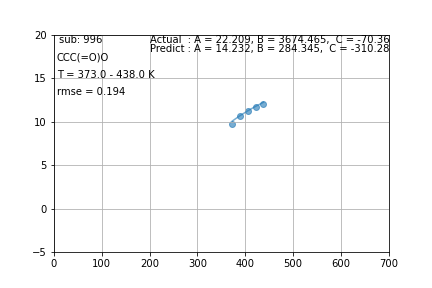 sub: 996
Actual : A = 22.209, B = 3674.465, C = -70.36
Predict : A = 14.232, B = 284.345, C = -310.28
CCC(=O)O
T = 373.0 - 438.0 K
rmse = 0.194
20
15
10
5
0
−5
0 100 200 300 400 500 600 700